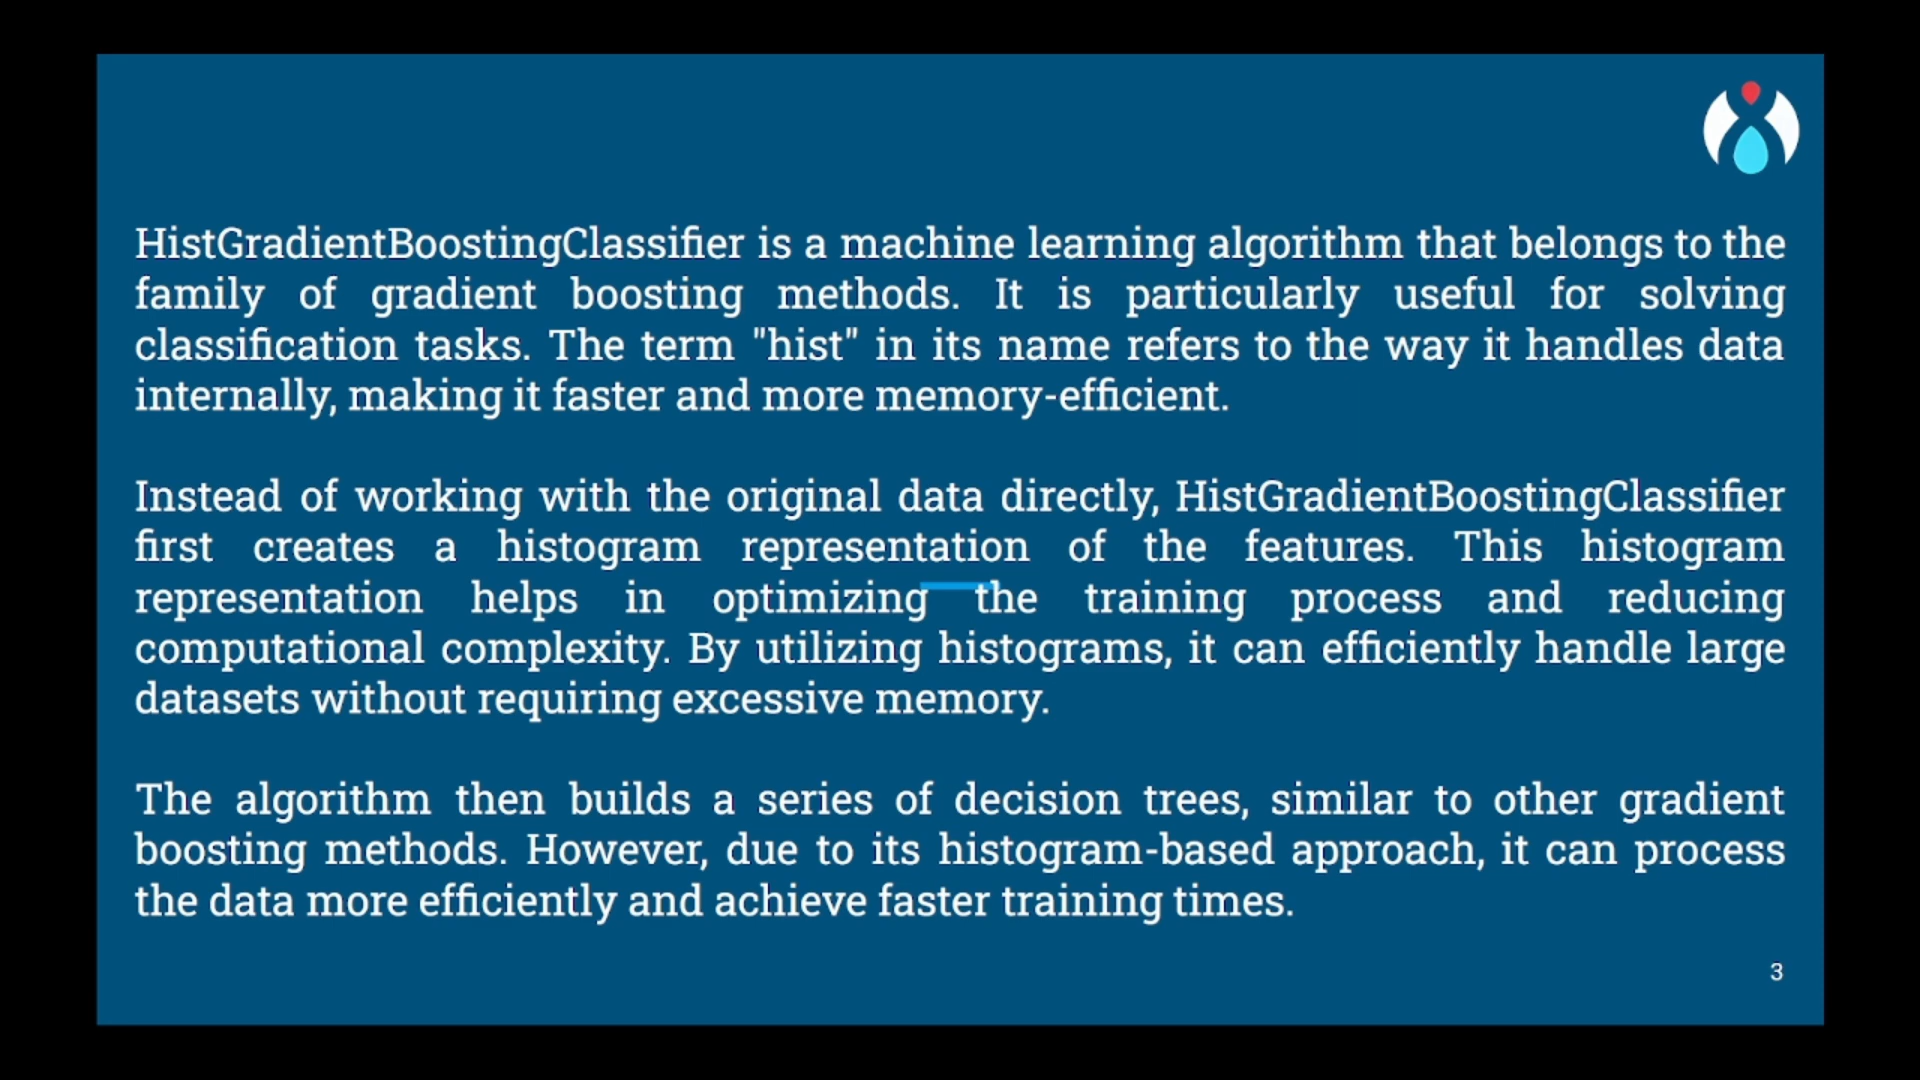 HistGradientBoostingClassifier is a machine learning algorithm that belongs to the
family of gradient boosting methods. It is particularly useful for solving
classification tasks. The term "hist" in its name refers to the way it handles data
internally, making it faster and more memory-efficient.
Instead of working with the original data directly, HistGradientBoostingClassifier
first creates a histogram representation of the features. This histogram
representation helps in optimizing the training process and reducing
computational complexity. By utilizing histograms, it can efficiently handle large
datasets without requiring excessive memory.
The algorithm then builds a series of decision trees, similar to other gradient
boosting methods. However, due to its histogram-based approach, it can process
the data more efficiently and achieve faster training times.
3